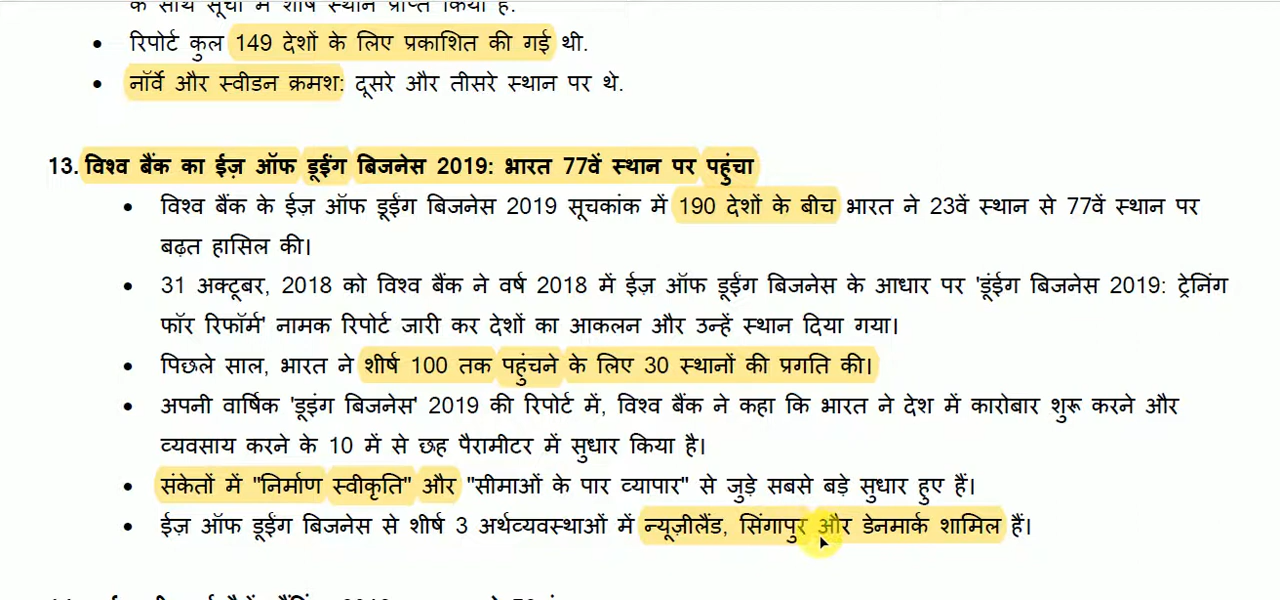 के साथ सूची में शीर्ष स्थान प्राप्त किया है.
• रिपोर्ट कुल 149 देशों के लिए प्रकाशित की गई थी.
• नॉर्वे और स्वीडन क्रमश: दूसरे और तीसरे स्थान पर थे.
13. विश्व बैंक का ईज़ ऑफ डूईंग बिजनेस 2019: भारत 77वें स्थान पर पहुंचा
• विश्व बैंक के ईज़ ऑफ डूईंग बिजनेस 2019 सूचकांक में 190 देशों के बीच भारत ने 23वें स्थान से 77वें स्थान पर
बढ़त हासिल की।
• 31 अक्टूबर, 2018 को विश्व बैंक ने वर्ष 2018 में ईज़ ऑफ डूईंग बिजनेस के आधार पर 'डूंईग बिजनेस 2019: ट्रेनिंग
फॉर रिफॉर्म' नामक रिपोर्ट जारी कर देशों का आकलन और उन्हें स्थान दिया गया।
• पिछले साल, भारत ने शीर्ष 100 तक पहुंचने के लिए 30 स्थानों की प्रगति की।
• अपनी वार्षिक 'डूइंग बिजनेस' 2019 की रिपोर्ट में, विश्व बैंक ने कहा कि भारत ने देश में कारोबार शुरू करने और
व्यवसाय करने के 10 में से छह पैरामीटर में सुधार किया है।
• संकेतों में "निर्माण स्वीकृति" और "सीमाओं के पार व्यापार" से जुड़े सबसे बड़े सुधार हुए हैं।
• ईज़ ऑफ डूईंग बिजनेस से शीर्ष 3 अर्थव्यवस्थाओं में न्यूज़ीलैंड, सिंगापुर और डेनमार्क शामिल हैं।